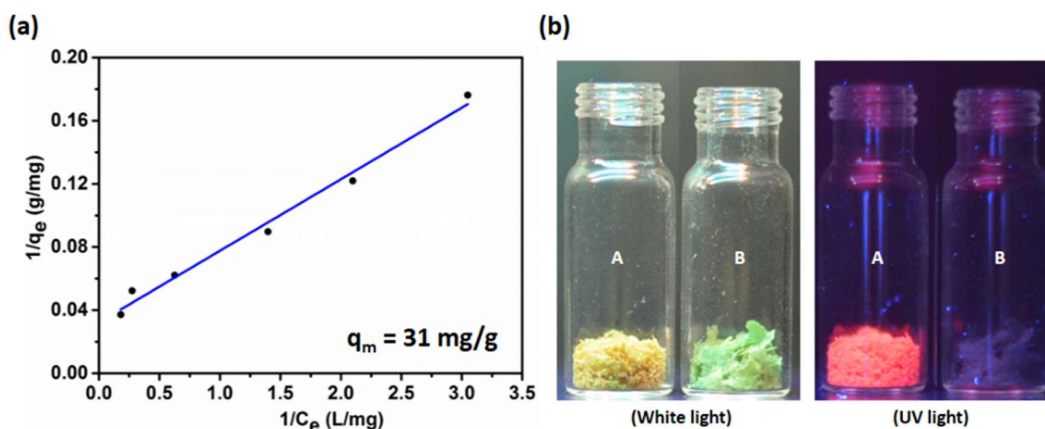 (a)
0.20
0.16
0.12
0.08
0.04
0.00
1/qe (g/mg)
qm = 31 mg/g
0.0 0.5 1.0 1.5 2.0 2.5 3.0 3.5
1/Ce (L/mg)
(b)
A B
A B
(White light)
(UV light)